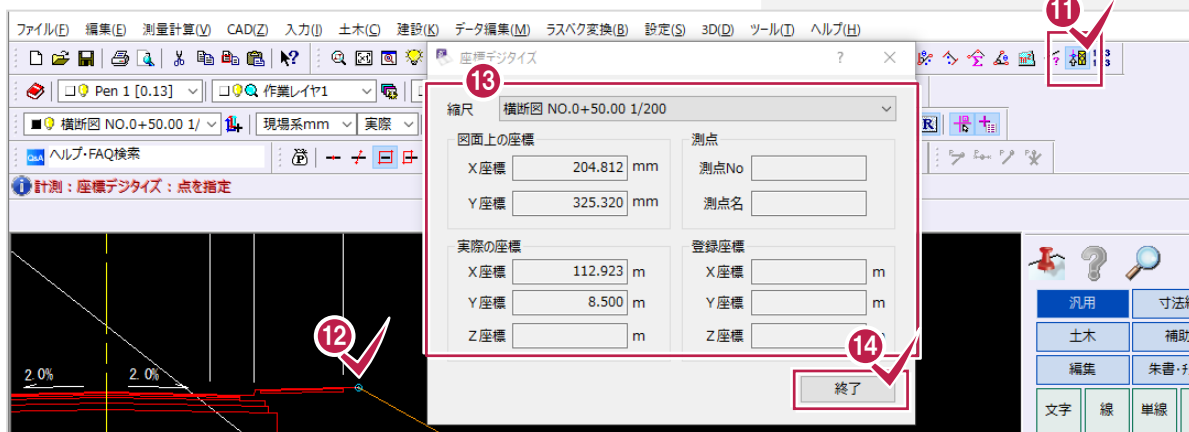 11
ファイル(F) 編集(E) 測量計算(V) CAD(Z) 入力(I) 土木(C) 建設(K) データ編集(M) ラスベク変換(B) 設定(S) 3D(D) ツール(T) ヘルプ(H)
座標デジタイズ ? ×
Pen 1 [0.13] 作業レイヤ1
13
縮尺 横断図 NO.0+50.00 1/200
横断図 NO.0+50.00 1/ 現場系mm 実際
図面上の座標 測点
ヘルプ・FAQ検索
X座標 204.812 mm 測点No
計測：座標デジタイズ：点を指定
Y座標 325.320 mm 測点名
実際の座標 登録座標
X座標 112.923 m X座標 m
Y座標 8.500 m Y座標 m
Z座標 m Z座標
12
14
終了
2.0% 2.0%
汎用
土木
編集 朱書・
文字 線 単線